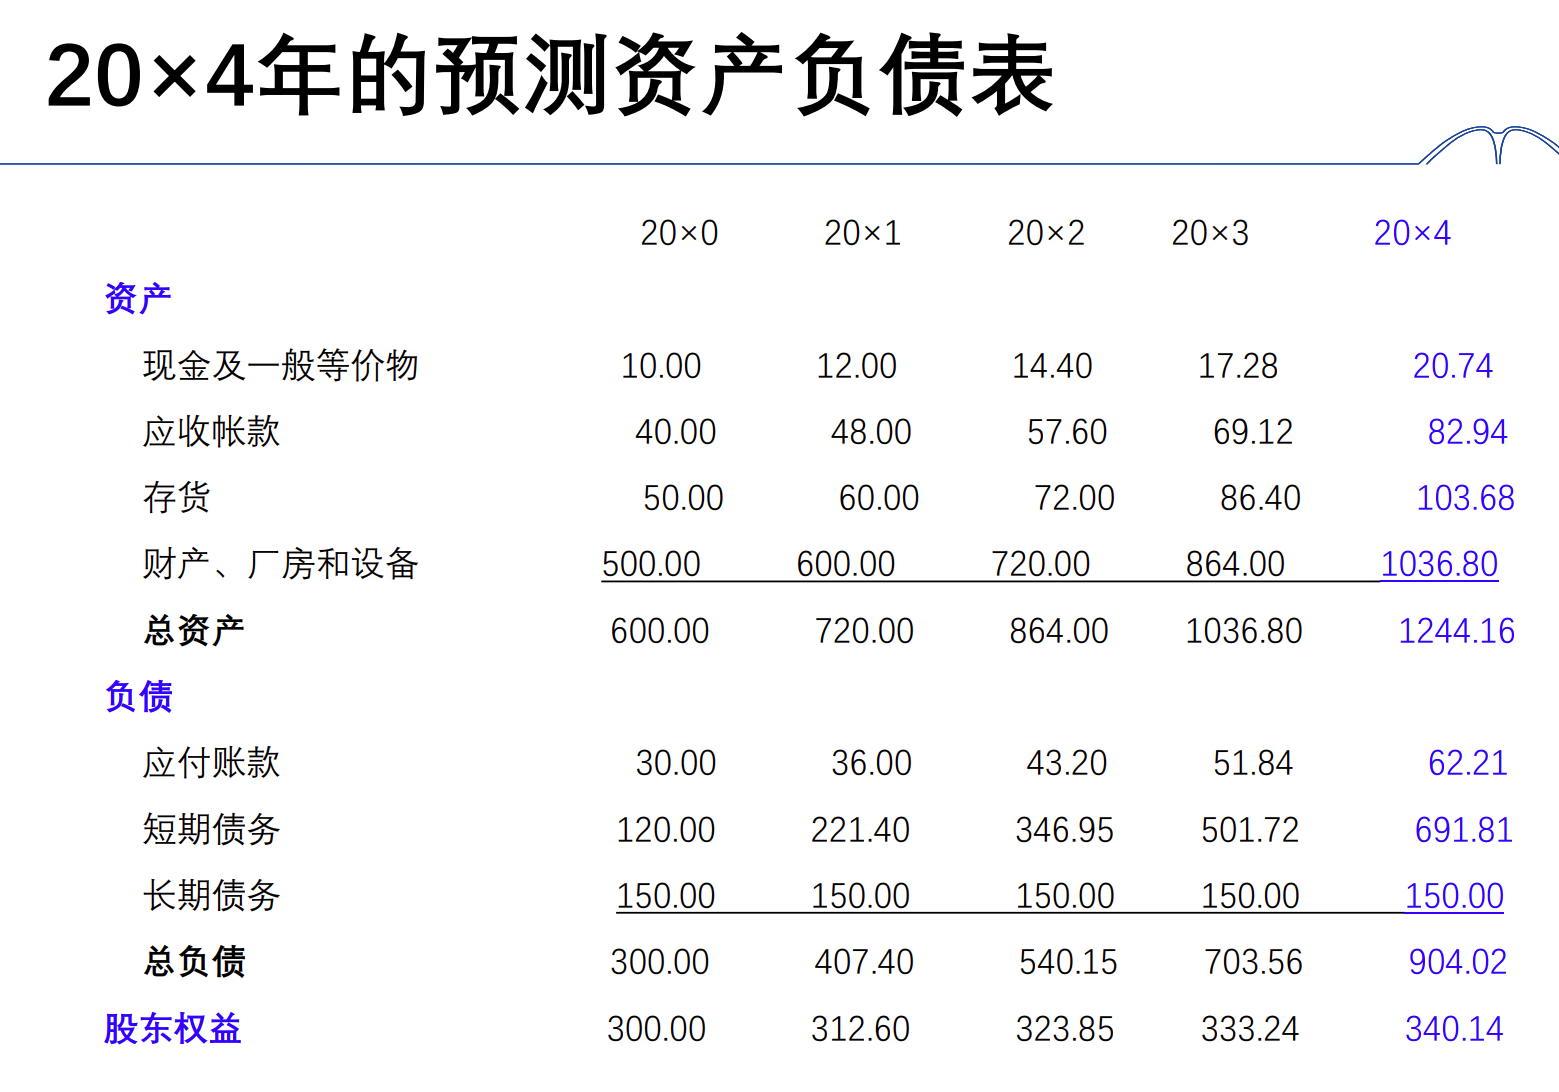 20×4年的预测资产负债表
20×0 20×1 20×2 20×3 20×4
资产
现金及一般等价物 10.00 12.00 14.40 17.28 20.74
应收帐款 40.00 48.00 57.60 69.12 82.94
存货 50.00 60.00 72.00 86.40 103.68
财产、厂房和设备 500.00 600.00 720.00 864.00 1036.80
总资产 600.00 720.00 864.00 1036.80 1244.16
负债
应付账款 30.00 36.00 43.20 51.84 62.21
短期债务 120.00 221.40 346.95 501.72 691.81
长期债务 150.00 150.00 150.00 150.00 150.00
总负债 300.00 407.40 540.15 703.56 904.02
股东权益 300.00 312.60 323.85 333.24 340.14